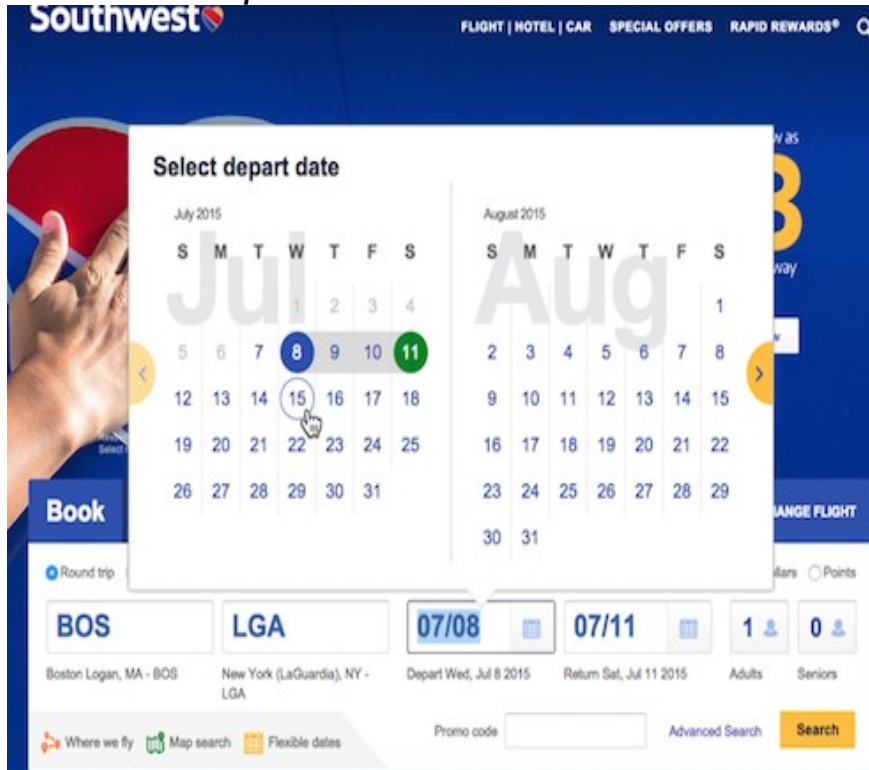 Southwest
FLIGHT | HOTEL | CAR SPECIAL OFFERS RAPID REWARDS®
way
Select depart date
July 2015
Jul
S M T W T F S
1 2 3 4
5 6 7 8 9 10 11
12 13 14 15 16 17 18
19 20 21 22 23 24 25
26 27 28 29 30 31
August 2015
Aug
S M T W T F S
1
2 3 4 5 6 7 8
9 10 11 12 13 14 15
16 17 18 19 20 21 22
23 24 25 26 27 28 29
30 31
Book
FLIGHT
Round trip
Points
BOS
LGA
07/08
07/11
1
0
Boston Logan, MA - BOS
New York (LaGuardia), NY -
LGA
Depart Wed, Jul 8 2015
Return Sat, Jul 11 2015
Adults
Seniors
Where we fly
Map search
Flexible dates
Promo code
Advanced Search
Search